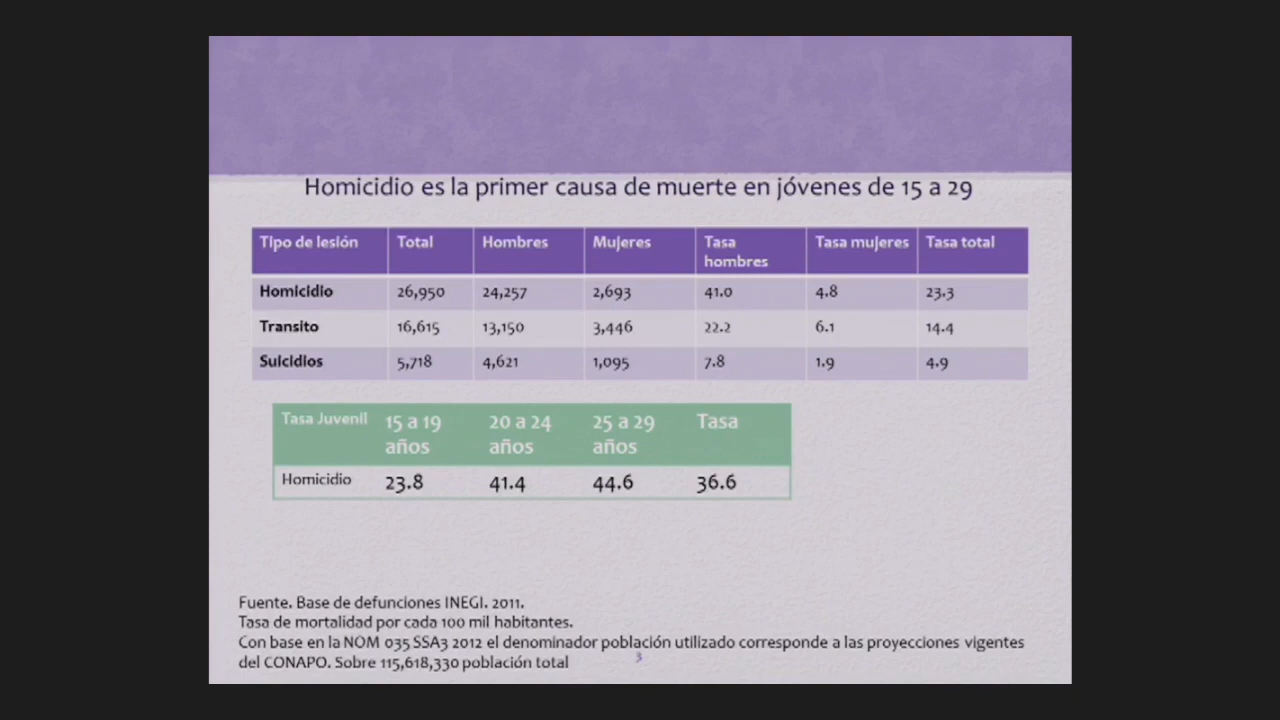 Homicidio es la primer causa de muerte en jóvenes de 15 a 29
Tipo de lesión Total Hombres Mujeres Tasa hombres Tasa mujeres Tasa total
Homicidio 26,950 24,257 2,693 41.0 4.8 23.3
Transito 16,615 13,150 3,446 22.2 6.1 14.4
Suicidios 5,718 4,621 1,095 7.8 1.9 4.9
Tasa Juvenil 15 a 19 años 20 a 24 años 25 a 29 años Tasa
Homicidio 23.8 41.4 44.6 36.6
Fuente. Base de defunciones INEGI. 2011.
Tasa de mortalidad por cada 100 mil habitantes.
Con base en la NOM 035 SSA3 2012 el denominador población utilizado corresponde a las proyecciones vigentes
del CONAPO. Sobre 115,618,330 población total
3